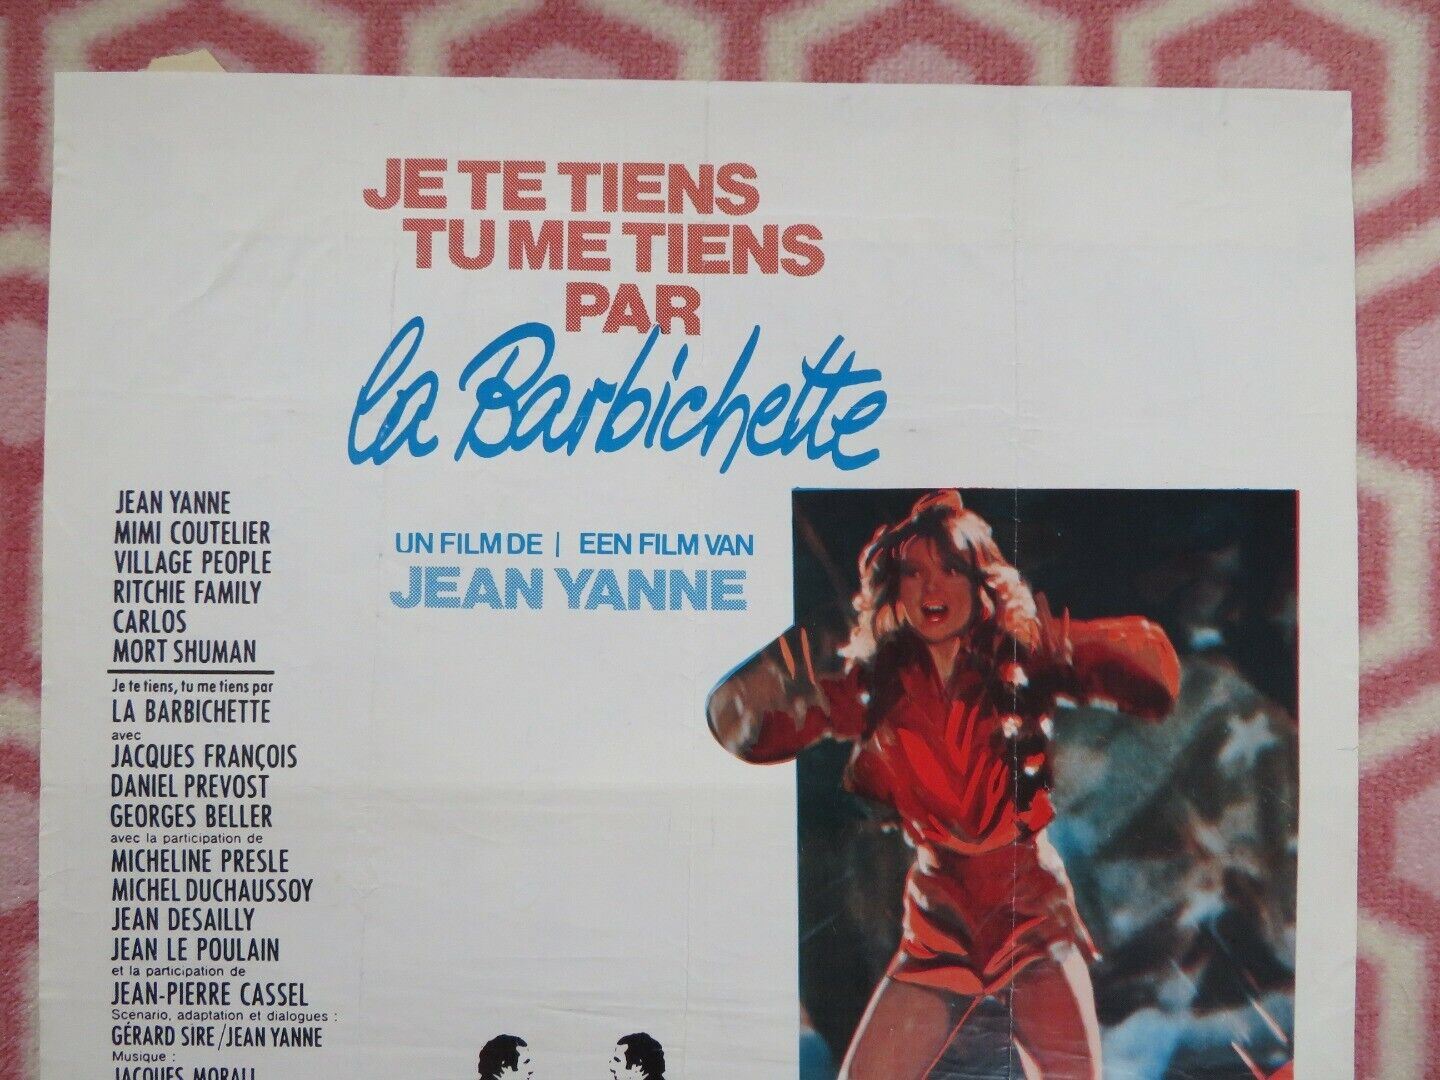 JE TE TIENS
TU ME TIENS
PAR
la Barbichette
JEAN YANNE
MIMI COUTELIER
VILLAGE PEOPLE
RITCHIE FAMILY
CARLOS
MORT SHUMAN
Je te tiens, tu me tiens par
LA BARBICHETTE
avec
JACQUES FRANÇOIS
DANIEL PREVOST
GEORGES BELLER
avec la participation de
MICHELINE PRESLE
MICHEL DUCHAUSSOY
JEAN DESAILLY
JEAN LE POULAIN
et la participation de
JEAN-PIERRE CASSEL
Scenario, adaptation et dialogues :
GÉRARD SIRE/JEAN YANNE
Musique :
JACQUES MORALI
UN FILM DE | EEN FILM VAN
JEAN YANNE